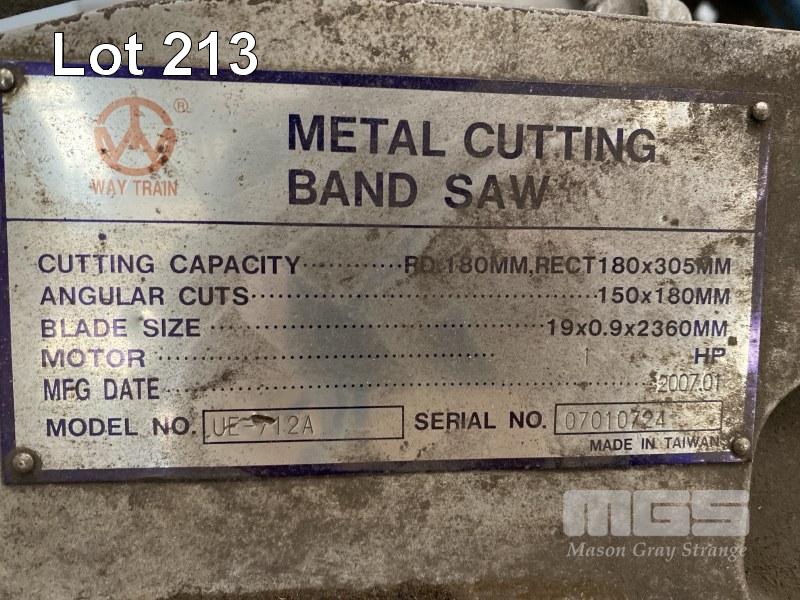 Lot 213
®
WAY TRAIN
METAL CUTTING
BAND SAW
CUTTING CAPACITY············RD.180MM,RECT180x305MM
ANGULAR CUTS································150x180MM
BLADE SIZE ································19x0.9x2360MM
MOTOR ································ HP
MFG DATE································2007.01
MODEL NO. UE-712A SERIAL NO. 07010724
MADE IN TAIWAN
MGS
Mason Gray Strange